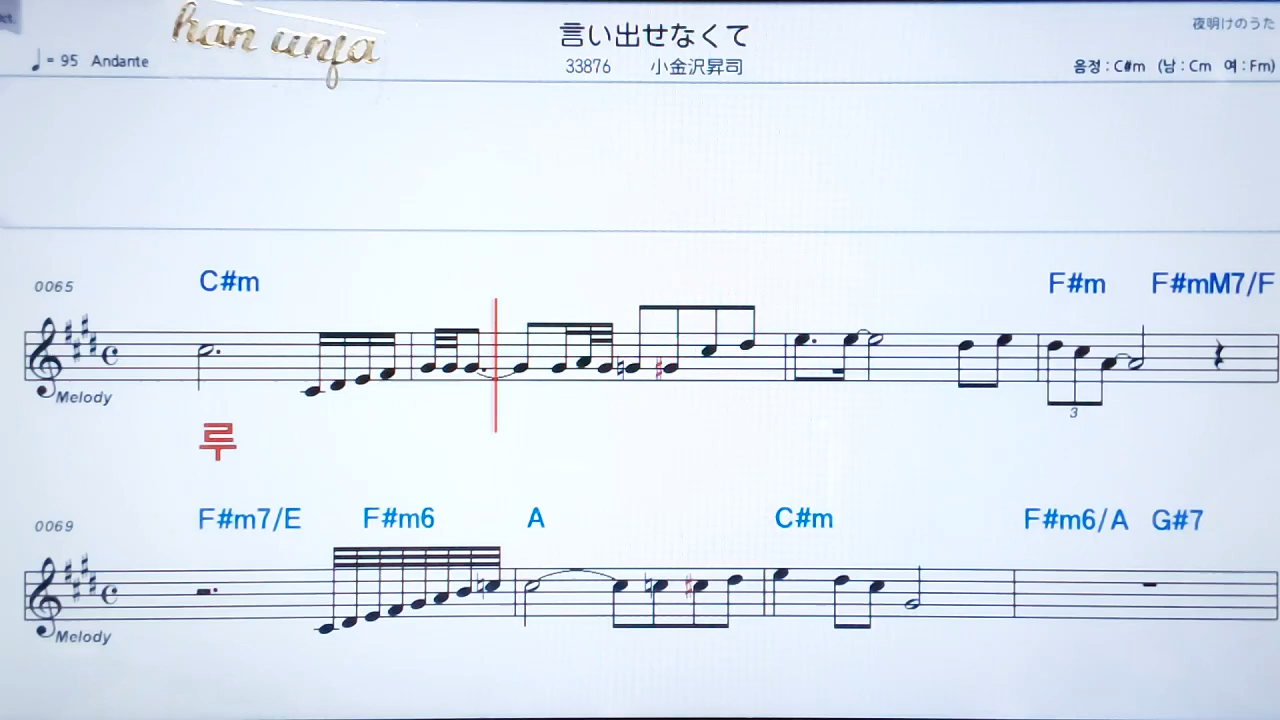 ct.
han unfa
言い出せなくて
夜明けのうた
♩= 95 Andante
33876 小金沢昇司
음정 : C#m (남 : Cm 여 : Fm)
0065
C#m F#m F#mM7/F
Melody
3
루
0069
F#m7/E F#m6 A C#m F#m6/A G#7
Melody